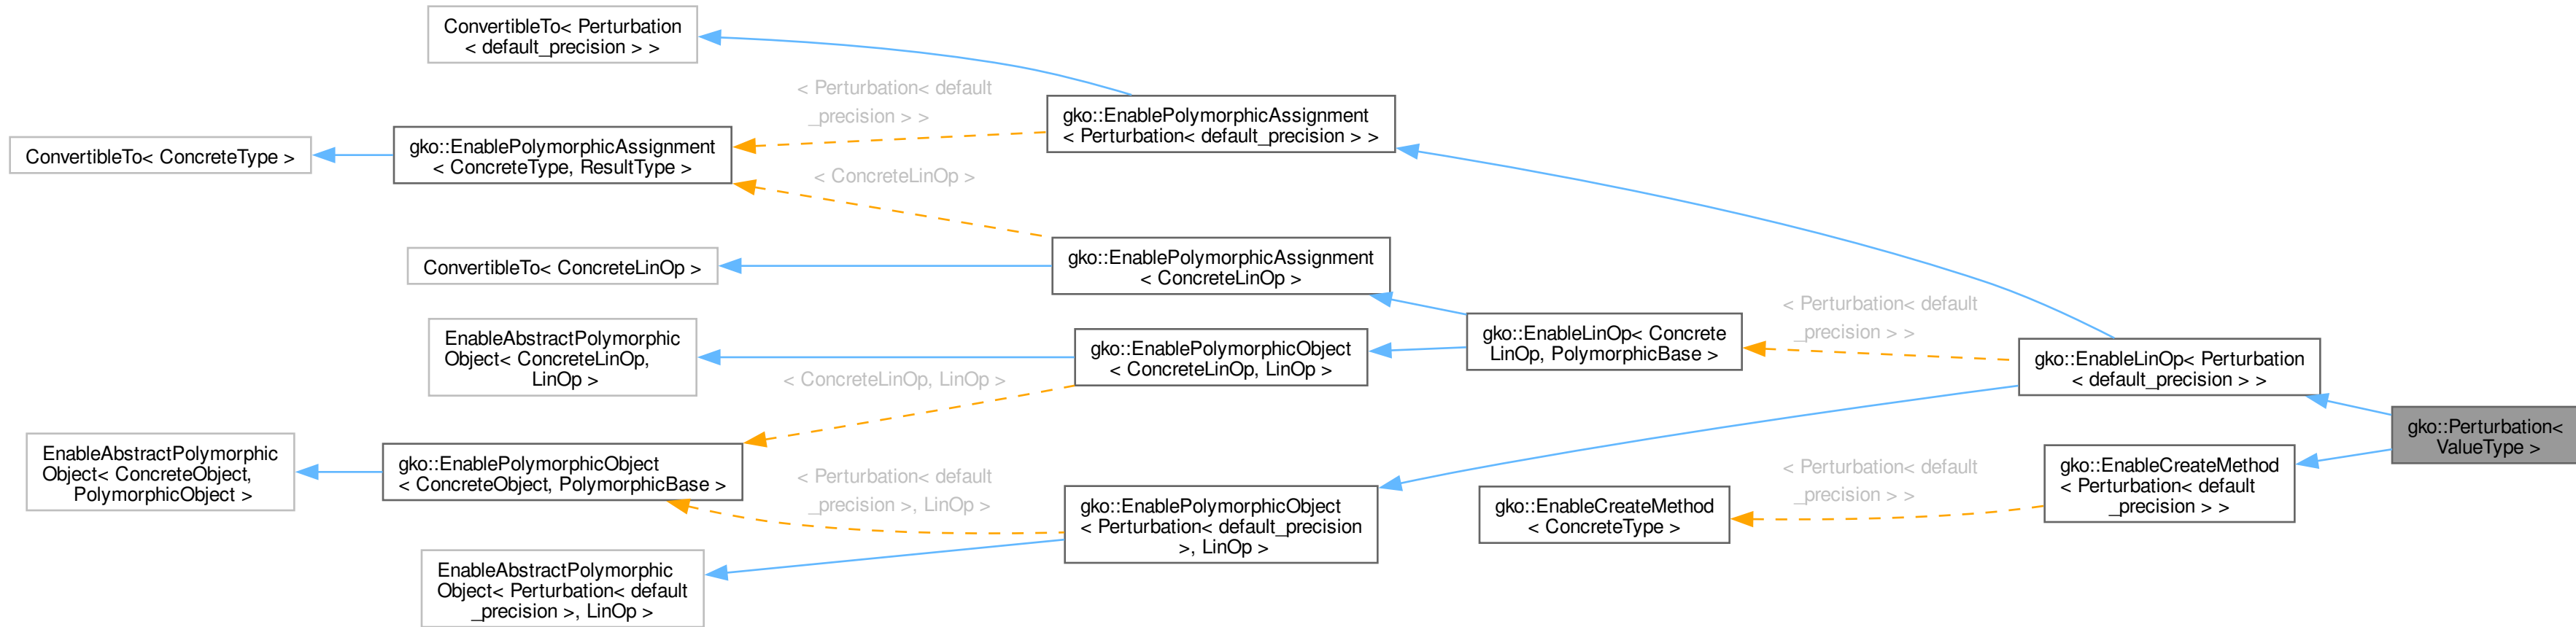 ConvertibleTo< Perturbation
< default_precision > >
< Perturbation< default
_precision > >
gko::EnablePolymorphicAssignment
< Perturbation< default_precision > >
ConvertibleTo< ConcreteType >
gko::EnablePolymorphicAssignment
< ConcreteType, ResultType >
< ConcreteLinOp >
ConvertibleTo< ConcreteLinOp >
gko::EnablePolymorphicAssignment
< ConcreteLinOp >
EnableAbstractPolymorphic
Object< ConcreteLinOp,
LinOp >
gko::EnablePolymorphicObject
< ConcreteLinOp, LinOp >
gko::EnableLinOp< Concrete
LinOp, PolymorphicBase >
< Perturbation< default
_precision > >
gko::EnableLinOp< Perturbation
< default_precision > >
< ConcreteLinOp, LinOp >
EnableAbstractPolymorphic
Object< ConcreteObject,
PolymorphicObject >
gko::EnablePolymorphicObject
< ConcreteObject, PolymorphicBase >
< Perturbation< default
_precision >, LinOp >
gko::EnablePolymorphicObject
< Perturbation< default_precision
>, LinOp >
gko::EnableCreateMethod
< ConcreteType >
< Perturbation< default
_precision > >
gko::EnableCreateMethod
< Perturbation< default
_precision > >
gko::Perturbation<
ValueType >
EnableAbstractPolymorphic
Object< Perturbation< default
_precision >, LinOp >